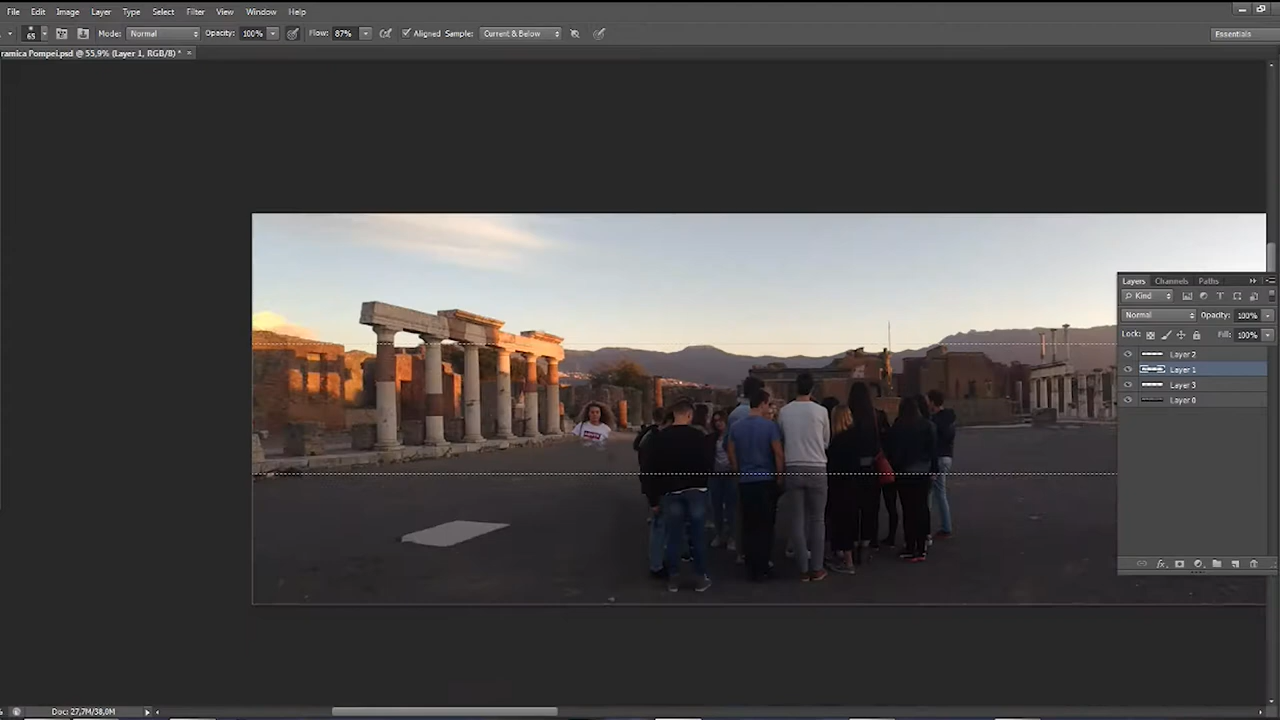 File Edit Image Layer Type Select Filter View Window Help
65 Mode: Normal Opacity: 100% Flow: 87% Aligned Sample: Current & Below Essentials
ramica Pompei.psd @ 55,9% (Layer 1, RGB/8) * ×
Layers Channels Paths
Kind
Normal Opacity: 100%
Lock: Fill: 100%
Layer 2
Layer 1
Layer 3
Layer 0
% Doc: 27,7M/38,0M